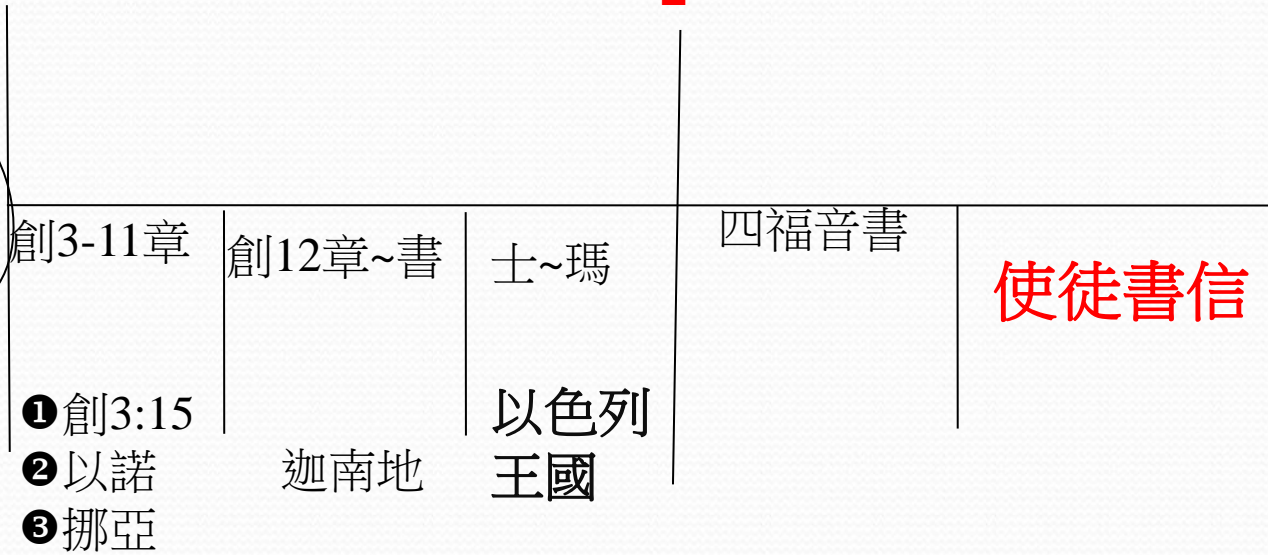 創3-11章
創12章~書
士~瑪
四福音書
使徒書信
❶創3:15
❷以諾
❸挪亞
迦南地
以色列
王國